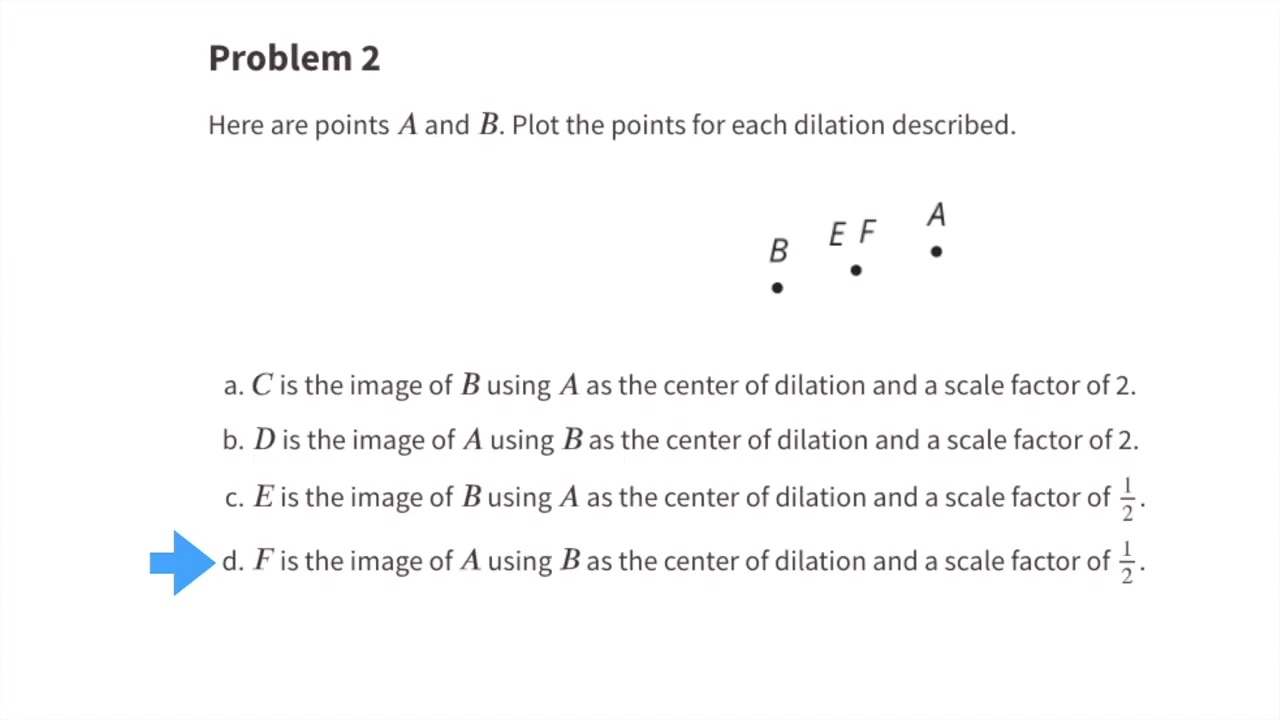 Problem 2
Here are points A and B. Plot the points for each dilation described.
A
E F
B
a. C is the image of B using A as the center of dilation and a scale factor of 2.
b. D is the image of A using B as the center of dilation and a scale factor of 2.
c. E is the image of B using A as the center of dilation and a scale factor of 1/2.
d. F is the image of A using B as the center of dilation and a scale factor of 1/2.